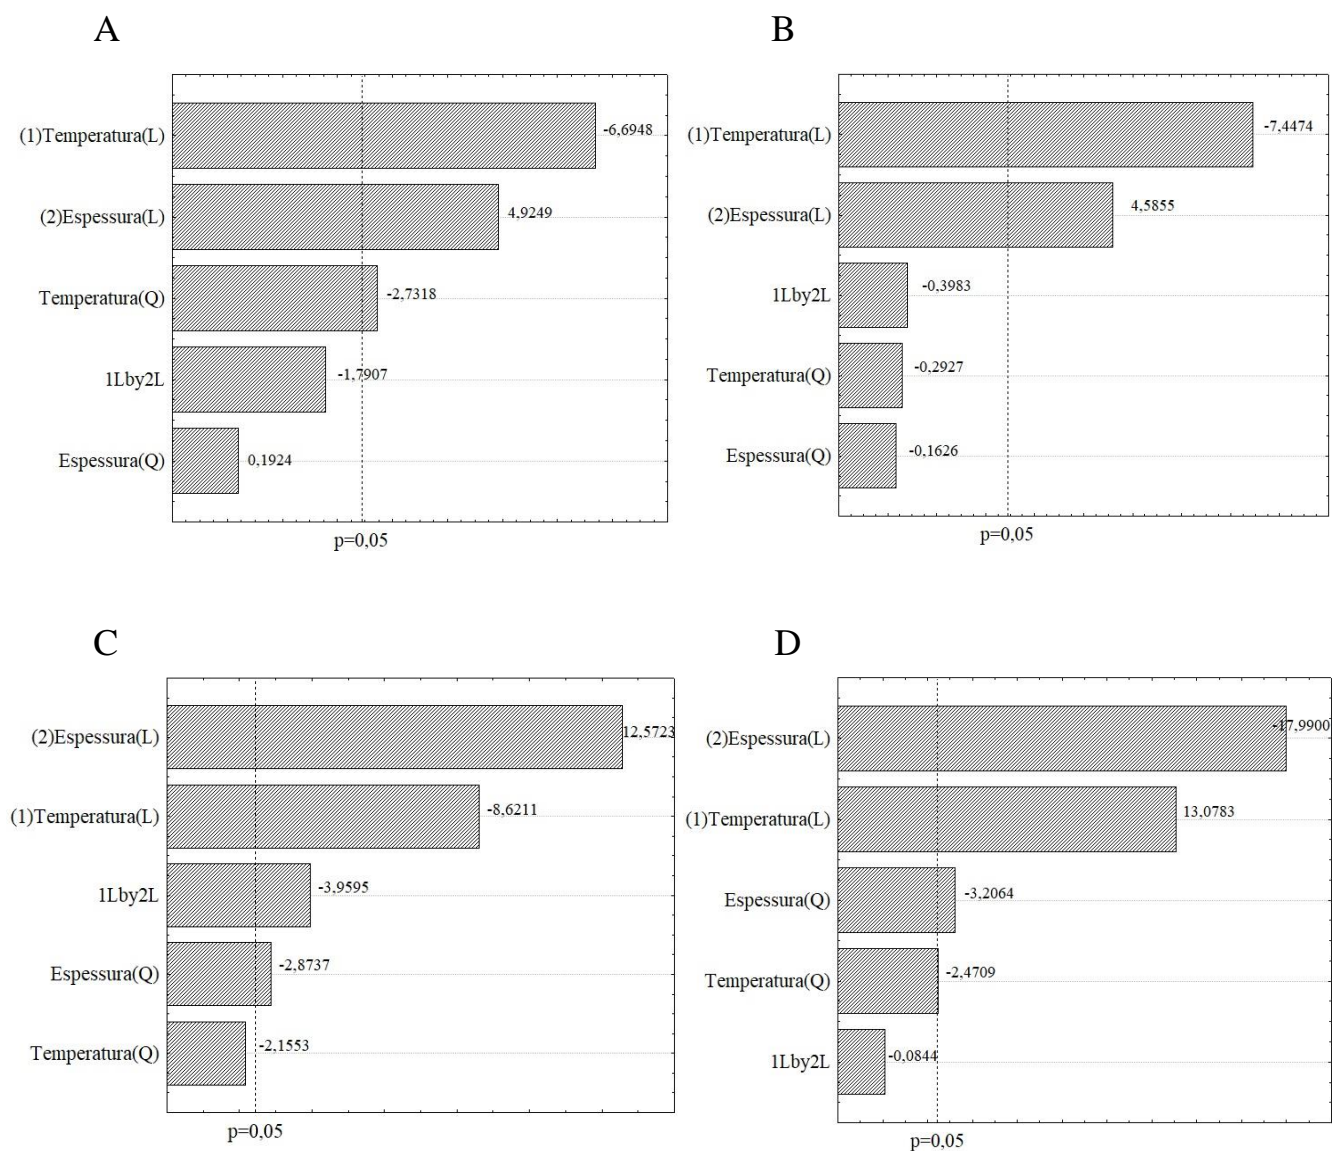 A
(1)Temperatura(L)
-6,6948
(2)Espessura(L)
4,9249
Temperatura(Q)
-2,7318
1Lby2L
-1,7907
Espessura(Q)
0,1924
p=0,05
B
(1)Temperatura(L)
-7,4474
(2)Espessura(L)
4,5855
1Lby2L
-0,3983
Temperatura(Q)
-0,2927
Espessura(Q)
-0,1626
p=0,05
C
(2)Espessura(L)
12,5723
(1)Temperatura(L)
-8,6211
1Lby2L
-3,9595
Espessura(Q)
-2,8737
Temperatura(Q)
-2,1553
p=0,05
D
(2)Espessura(L)
-17,9900
(1)Temperatura(L)
13,0783
Espessura(Q)
-3,2064
Temperatura(Q)
-2,4709
1Lby2L
-0,0844
p=0,05